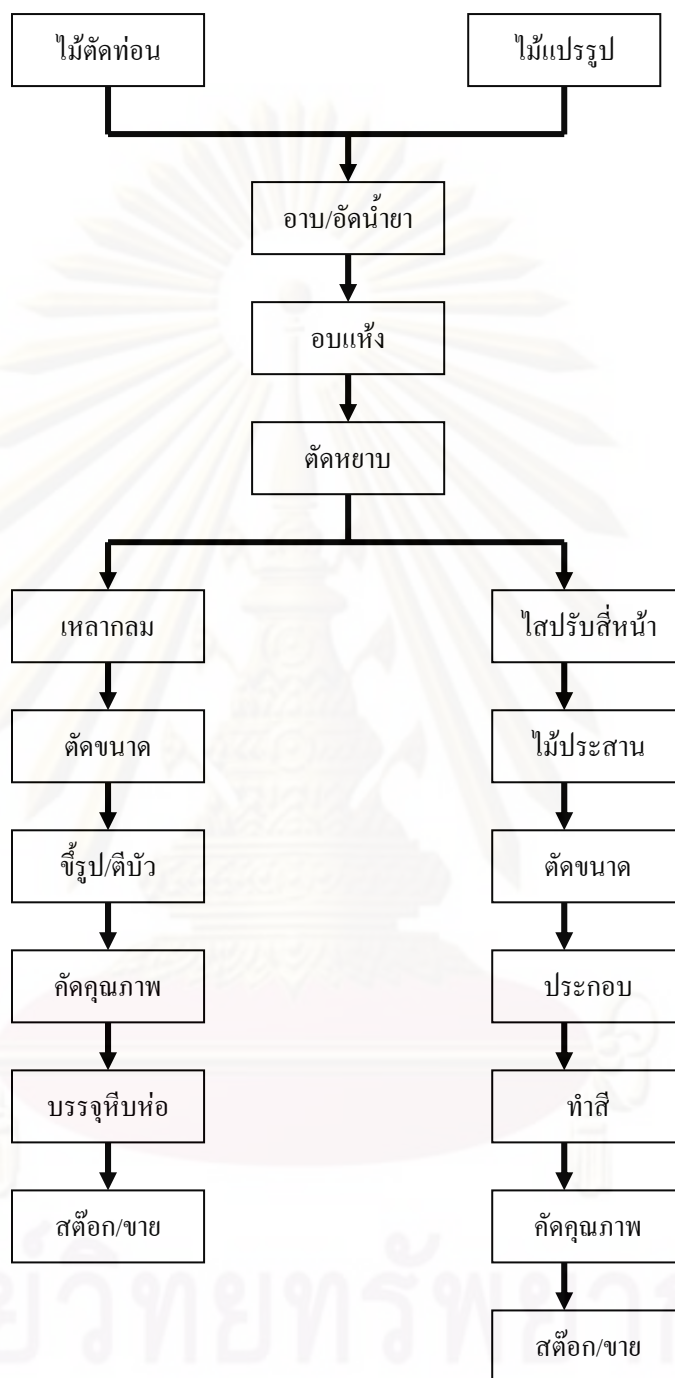 ไม้ตัดท่อน
ไม้แปรรูป
อาบ/อัดน้ำยา
อบแห้ง
ตัดหยาบ
เหลากลม
ไสปรับสี่หน้า
ตัดขนาด
ไม้ประสาน
ขึ้รูป/ตีบัว
ตัดขนาด
คัดคุณภาพ
ประกอบ
บรรจุหีบห่อ
ทำสี
สต๊อก/ขาย
คัดคุณภาพ
สต๊อก/ขาย